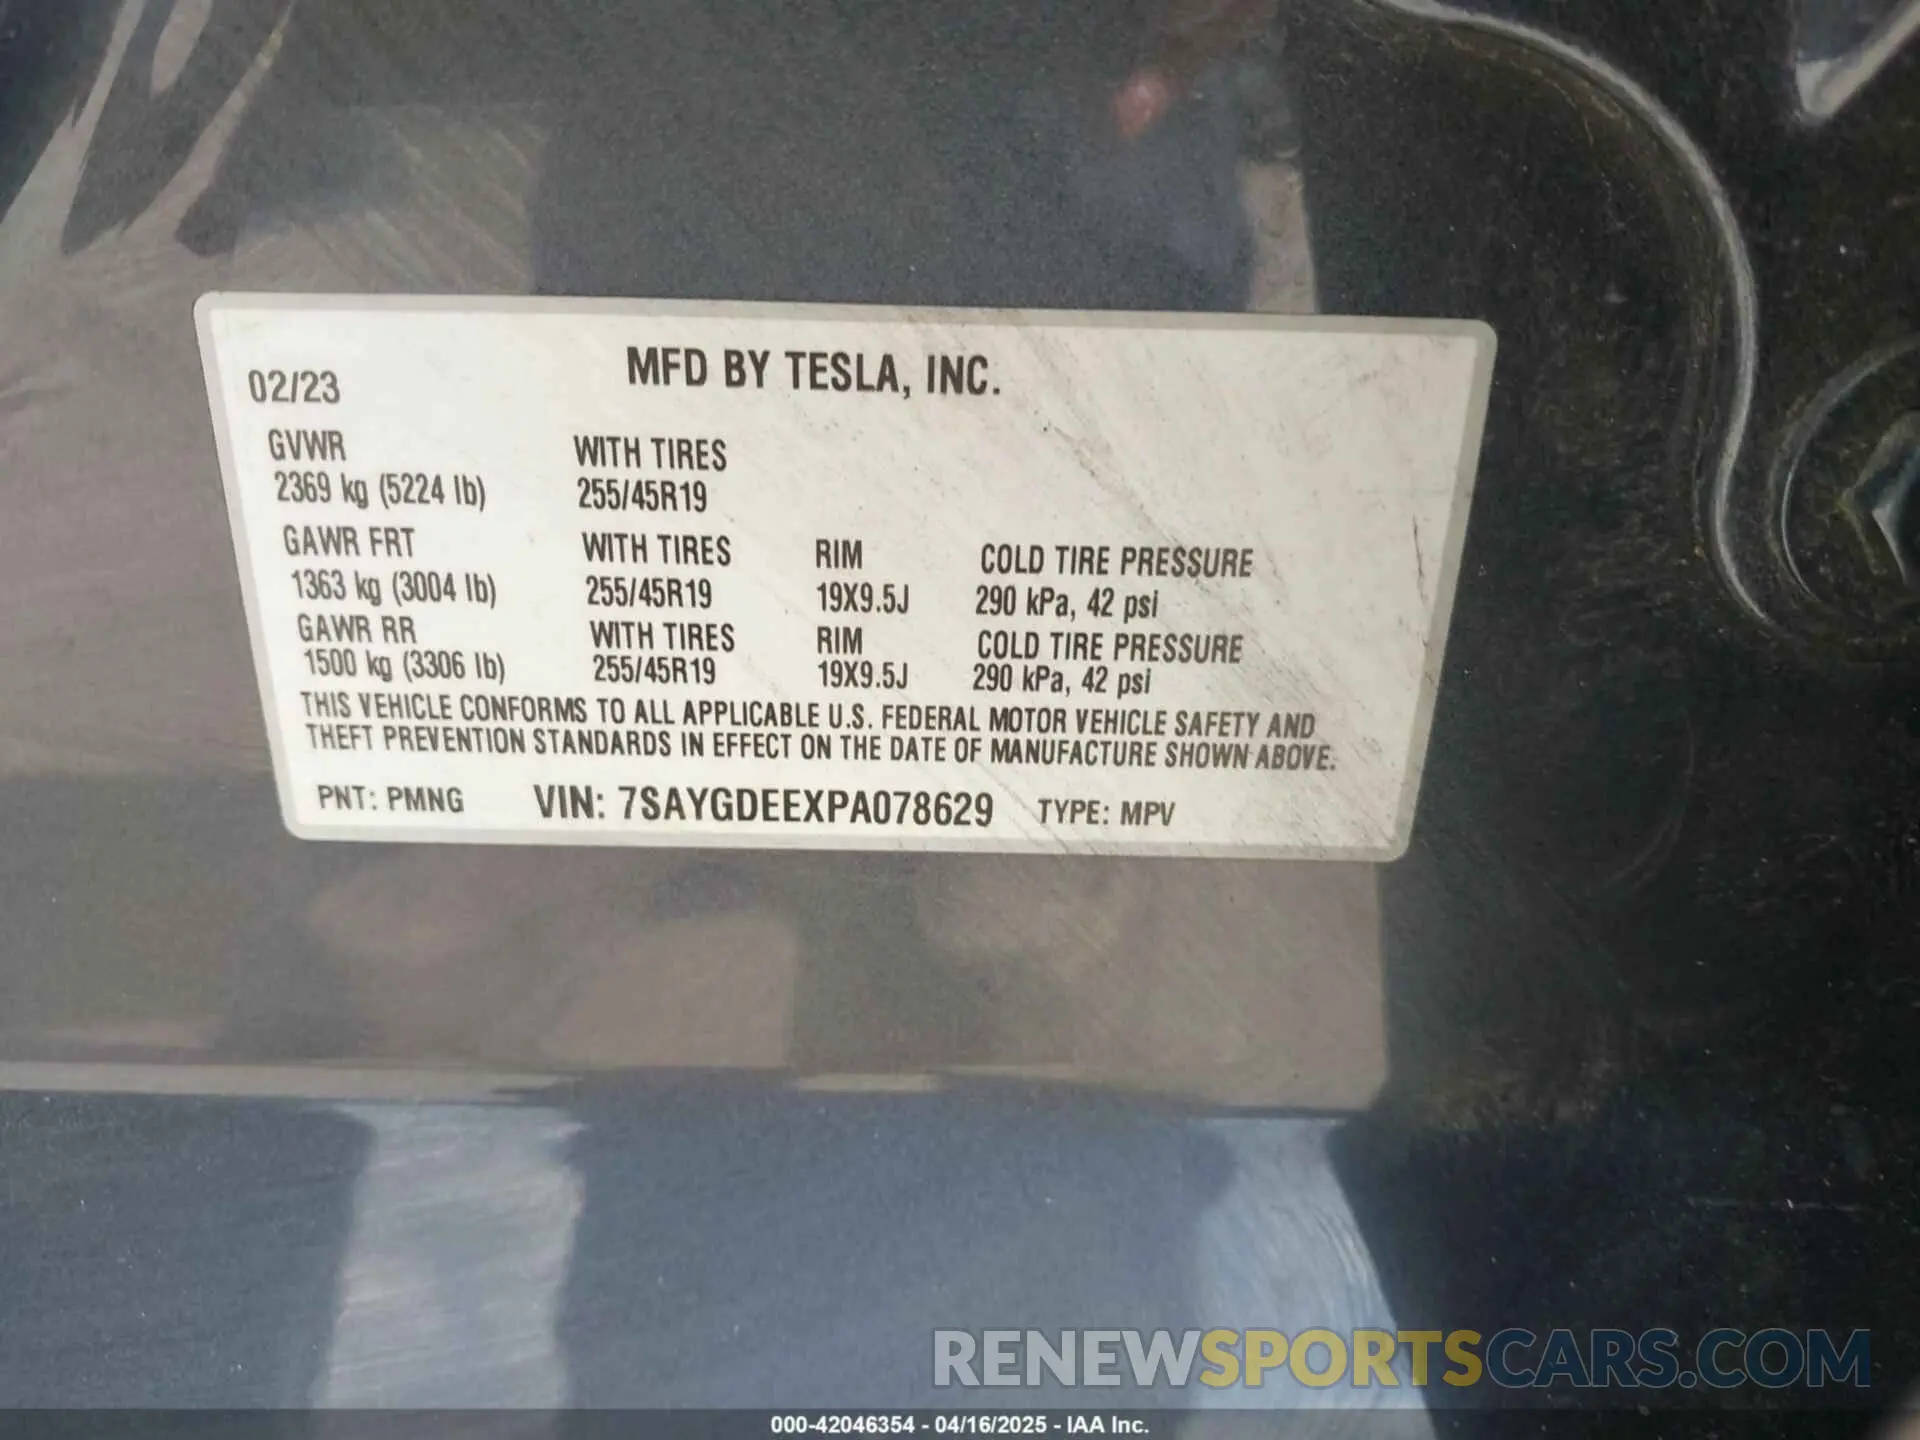 02/23 MFD BY TESLA, INC.
GVWR WITH TIRES
2369 kg (5224 lb) 255/45R19
GAWR FRT WITH TIRES RIM COLD TIRE PRESSURE
1363 kg (3004 lb) 255/45R19 19X9.5J 290 kPa, 42 psi
GAWR RR WITH TIRES RIM COLD TIRE PRESSURE
1500 kg (3306 lb) 255/45R19 19X9.5J 290 kPa, 42 psi
THIS VEHICLE CONFORMS TO ALL APPLICABLE U.S. FEDERAL MOTOR VEHICLE SAFETY AND
THEFT PREVENTION STANDARDS IN EFFECT ON THE DATE OF MANUFACTURE SHOWN ABOVE.
PNT: PMNG VIN: 7SAYGDEEXPA078629 TYPE: MPV
RENEWSPORTSCARS.COM
000-42046354 - 04/16/2025 - IAA Inc.